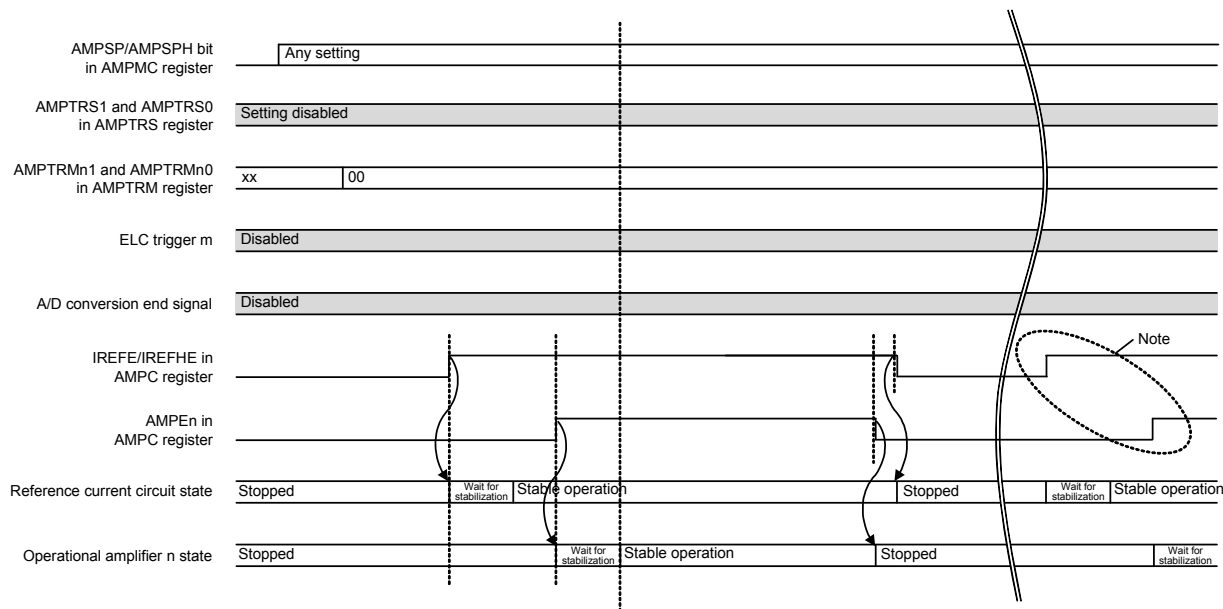 AMPSP/AMPSPH bit
in AMPMC register
Any setting
AMPTRS1 and AMPTRS0
in AMPTRS register
Setting disabled
AMPTRMn1 and AMPTRMn0
in AMPTRM register
xx
00
ELC trigger m
Disabled
A/D conversion end signal
Disabled
IREFE/IREFHE in
AMPC register
Note
AMPEn in
AMPC register
Reference current circuit state
Stopped
Wait for
stabilization
Stable operation
Stopped
Wait for
stabilization
Stable operation
Operational amplifier n state
Stopped
Wait for
stabilization
Stable operation
Stopped
Wait for
stabilization